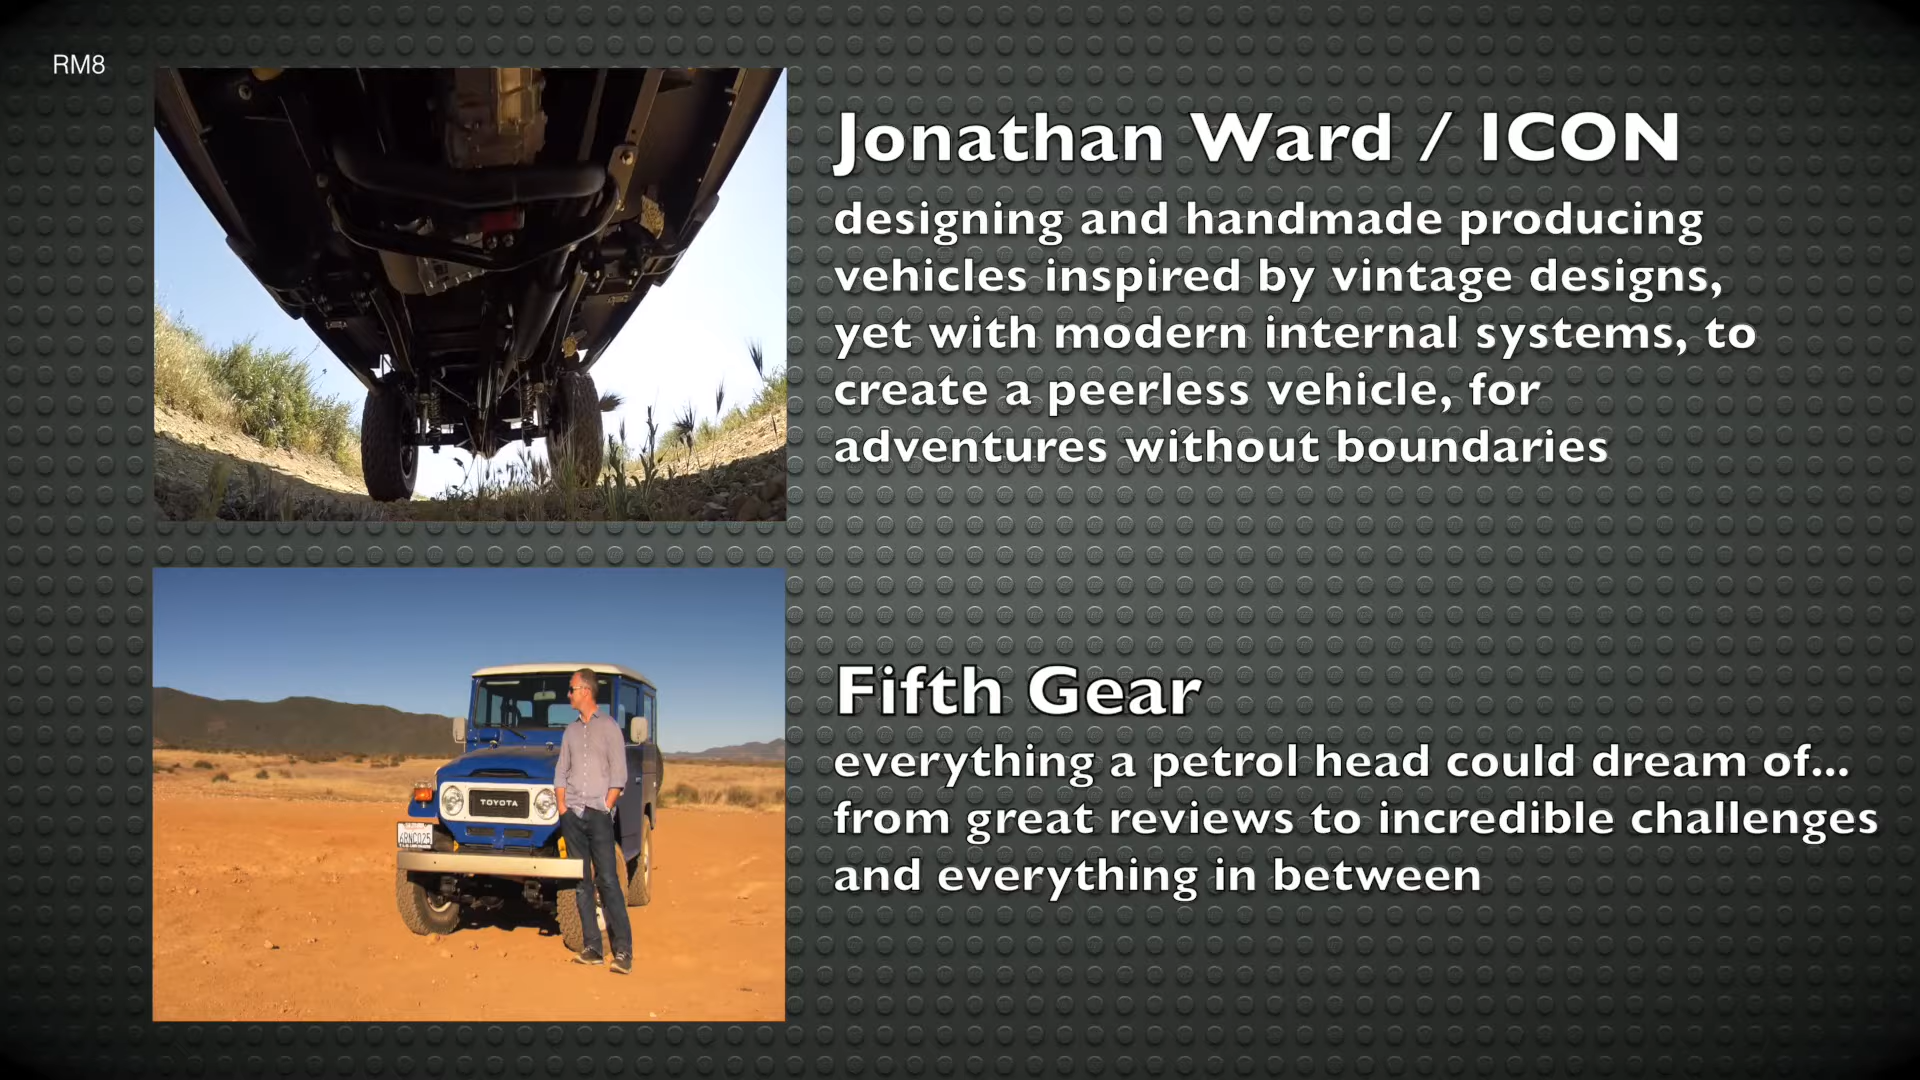 RM8
Jonathan Ward / ICON
designing and handmade producing
vehicles inspired by vintage designs,
yet with modern internal systems, to
create a peerless vehicle, for
adventures without boundaries
TOYOTA
6RNC025
Fifth Gear
everything a petrol head could dream of...
from great reviews to incredible challenges
and everything in between